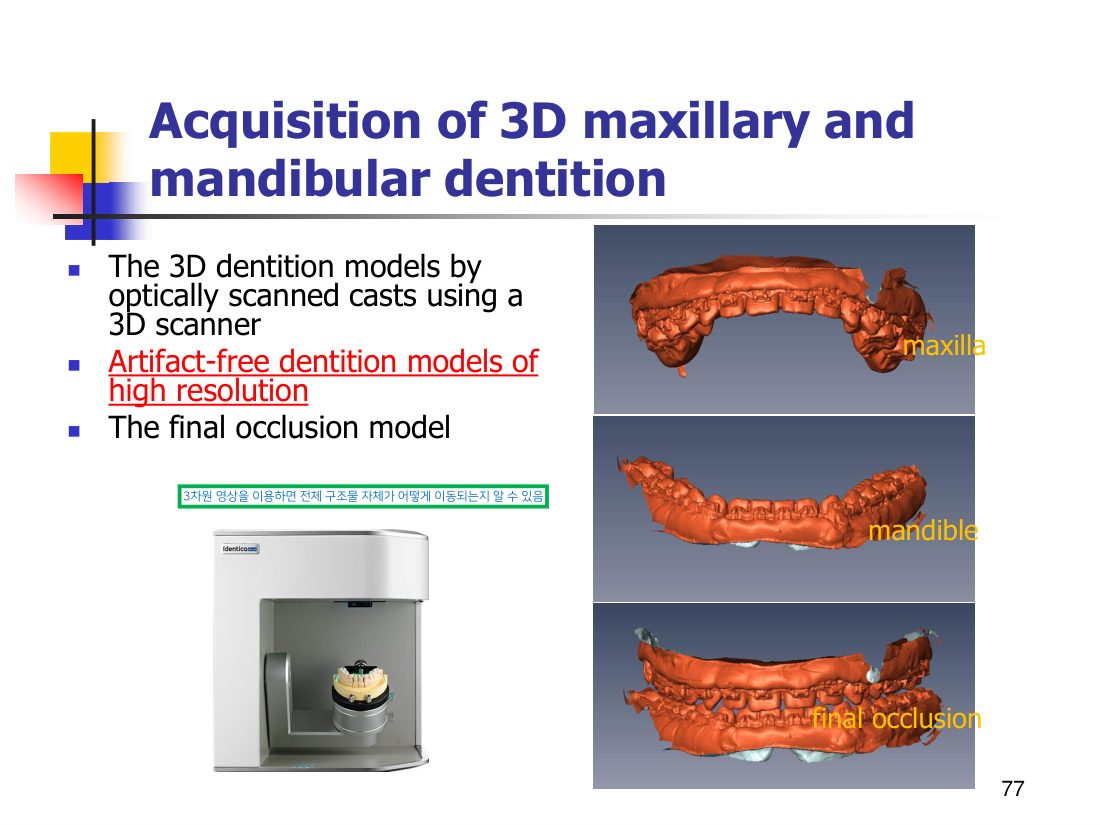 Acquisition of 3D maxillary and
mandibular dentition
The 3D dentition models by
optically scanned casts using a
3D scanner
Artifact-free dentition models of
high resolution
The final occlusion model
3차원 영상을 이용하면 전체 구조물 자체가 어떻게 이동되는지 알 수 있음
Identica
maxilla
mandible
final occlusion
77